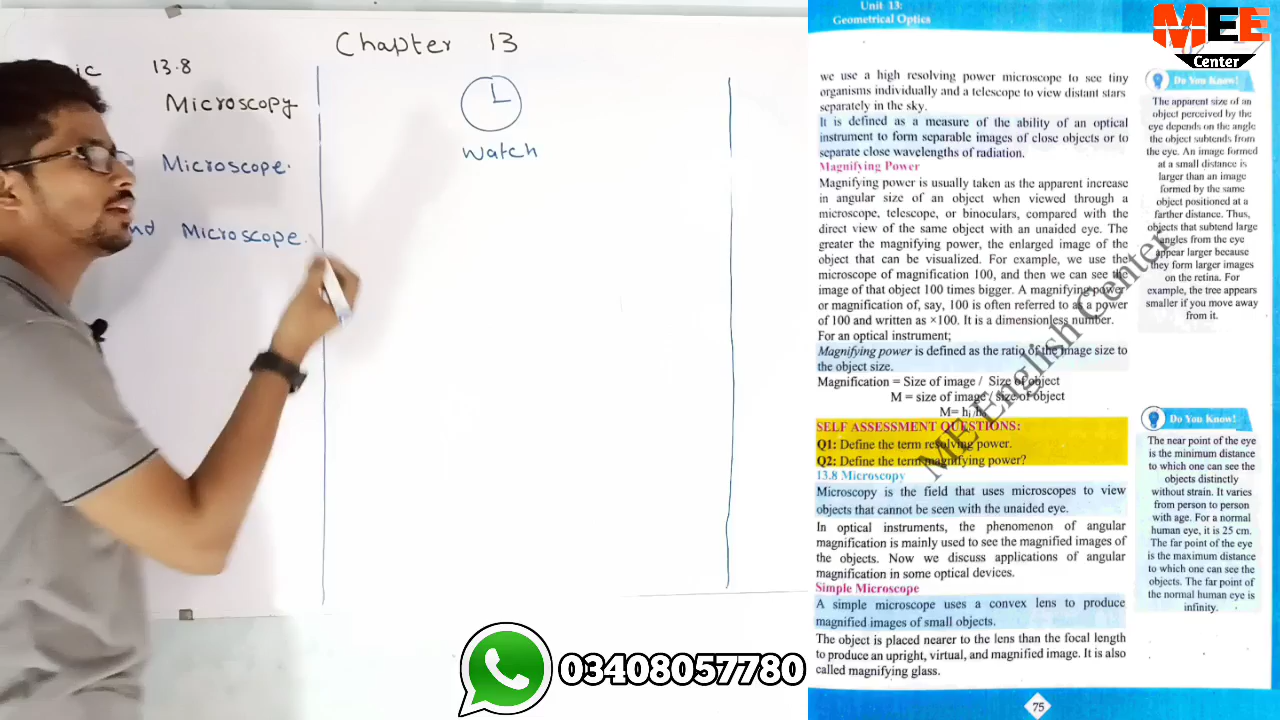 Chapter 13
ic 13.8
Microscopy
Microscope.
nd Microscope.
Watch
03408057780
MEE
Center
Unit 13:
Geometrical Optics
we use a high resolving power microscope to see tiny
organisms individually and a telescope to view distant stars
separately in the sky.
It is defined as a measure of the ability of an optical
instrument to form separable images of close objects or to
separate close wavelengths of radiation.
Magnifying Power
Magnifying power is usually taken as the apparent increase
in angular size of an object when viewed through a
microscope, telescope, or binoculars, compared with the
direct view of the same object with an unaided eye. The
greater the magnifying power, the enlarged image of the
object that can be visualized. For example, we use the
microscope of magnification 100, and then we can see the
image of that object 100 times bigger. A magnifying power
or magnification of, say, 100 is often referred to as a power
of 100 and written as ×100. It is a dimensionless number.
For an optical instrument;
Magnifying power is defined as the ratio of the image size to
the object size.
Magnification = Size of image / Size of object
M = size of image / size of object
M= hi/ho
SELF ASSESSMENT QUESTIONS:
Q1: Define the term resolving power.
Q2: Define the term magnifying power?
13.8 Microscopy
Microscopy is the field that uses microscopes to view
objects that cannot be seen with the unaided eye.
In optical instruments, the phenomenon of angular
magnification is mainly used to see the magnified images of
the objects. Now we discuss applications of angular
magnification in some optical devices.
Simple Microscope
A simple microscope uses a convex lens to produce
magnified images of small objects.
The object is placed nearer to the lens than the focal length
to produce an upright, virtual, and magnified image. It is also
called magnifying glass.
Do You Know!
The apparent size of an
object perceived by the
eye depends on the angle
the object subtends from
the eye. An image formed
at a small distance is
larger than an image
formed by the same
object positioned at a
farther distance. Thus,
objects that subtend large
angles from the eye
appear larger because
they form larger images
on the retina. For
example, the tree appears
smaller if you move away
from it.
Do You Know!
The near point of the eye
is the minimum distance
to which one can see the
objects distinctly
without strain. It varies
from person to person
with age. For a normal
human eye, it is 25 cm.
The far point of the eye
is the maximum distance
to which one can see the
objects. The far point of
the normal human eye is
infinity.
ME English Center
75